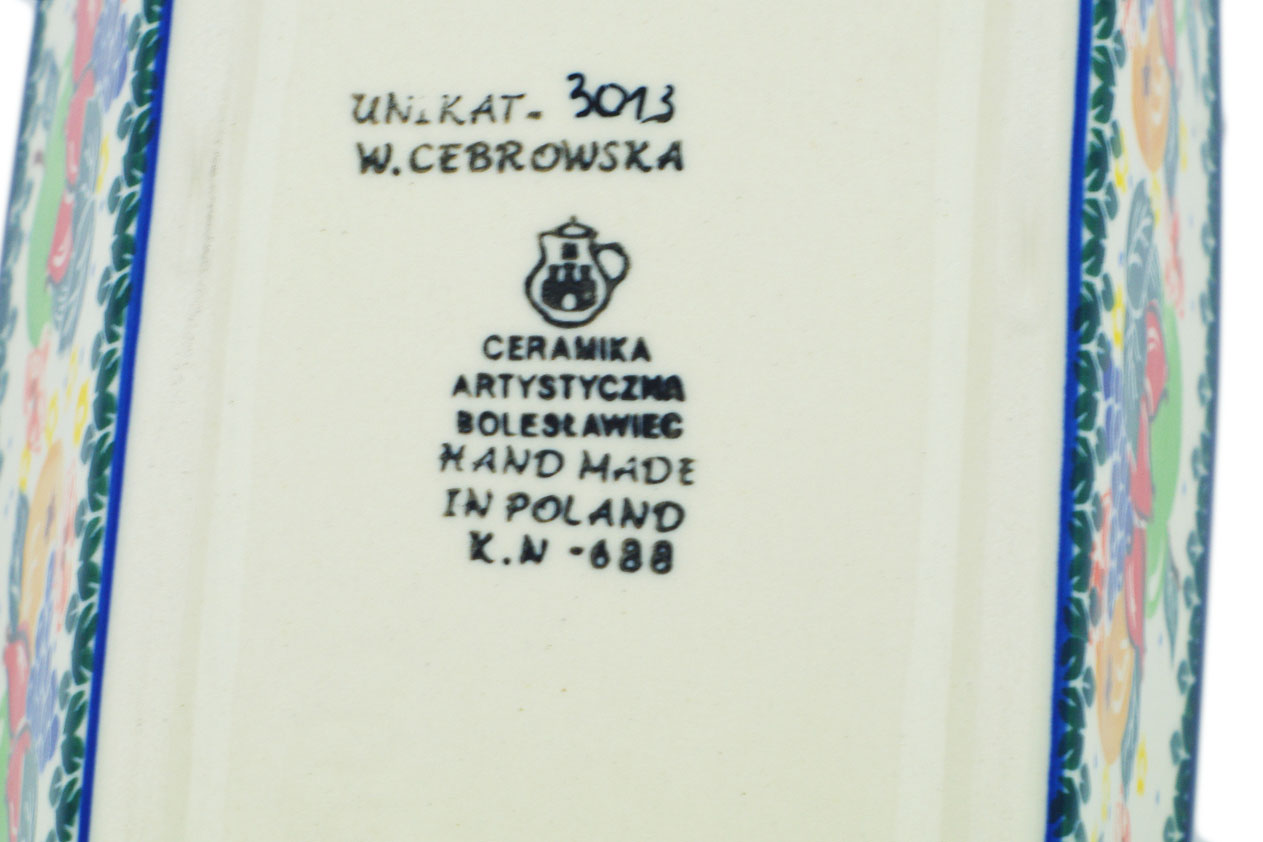 UNIKAT- 3013
W.CEBROWSKA
CERAMIKA
ARTYSTYCZNA
BOLESŁAWIEC
HAND MADE
IN POLAND
K.N -688